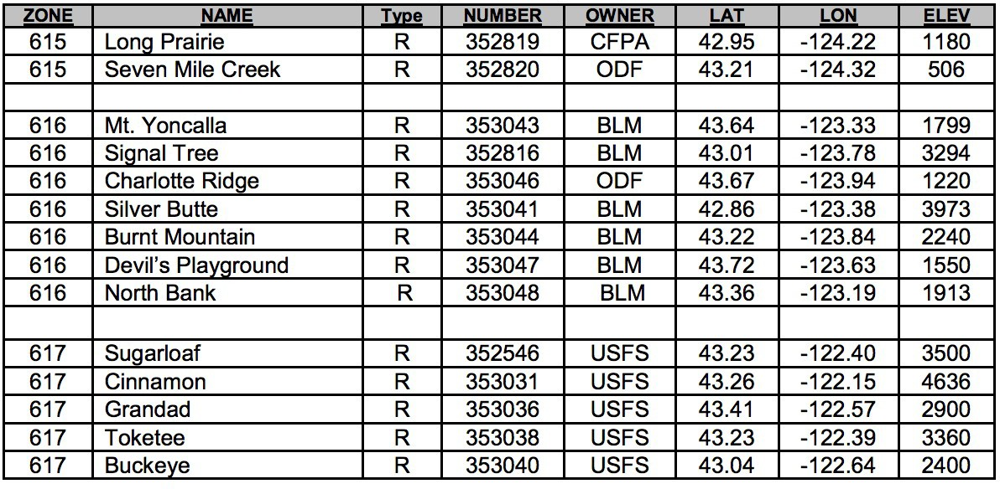 ZONE NAME Type NUMBER OWNER LAT LON ELEV
615 Long Prairie R 352819 CFPA 42.95 -124.22 1180
615 Seven Mile Creek R 352820 ODF 43.21 -124.32 506
616 Mt. Yoncalla R 353043 BLM 43.64 -123.33 1799
616 Signal Tree R 352816 BLM 43.01 -123.78 3294
616 Charlotte Ridge R 353046 ODF 43.67 -123.94 1220
616 Silver Butte R 353041 BLM 42.86 -123.38 3973
616 Burnt Mountain R 353044 BLM 43.22 -123.84 2240
616 Devil’s Playground R 353047 BLM 43.72 -123.63 1550
616 North Bank R 353048 BLM 43.36 -123.19 1913
617 Sugarloaf R 352546 USFS 43.23 -122.40 3500
617 Cinnamon R 353031 USFS 43.26 -122.15 4636
617 Grandad R 353036 USFS 43.41 -122.57 2900
617 Toketee R 353038 USFS 43.23 -122.39 3360
617 Buckeye R 353040 USFS 43.04 -122.64 2400